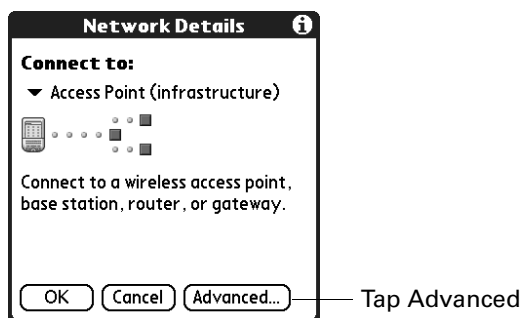 Network Details
Connect to:
Access Point (infrastructure)
Connect to a wireless access point,
base station, router, or gateway.
OK Cancel Advanced... Tap Advanced